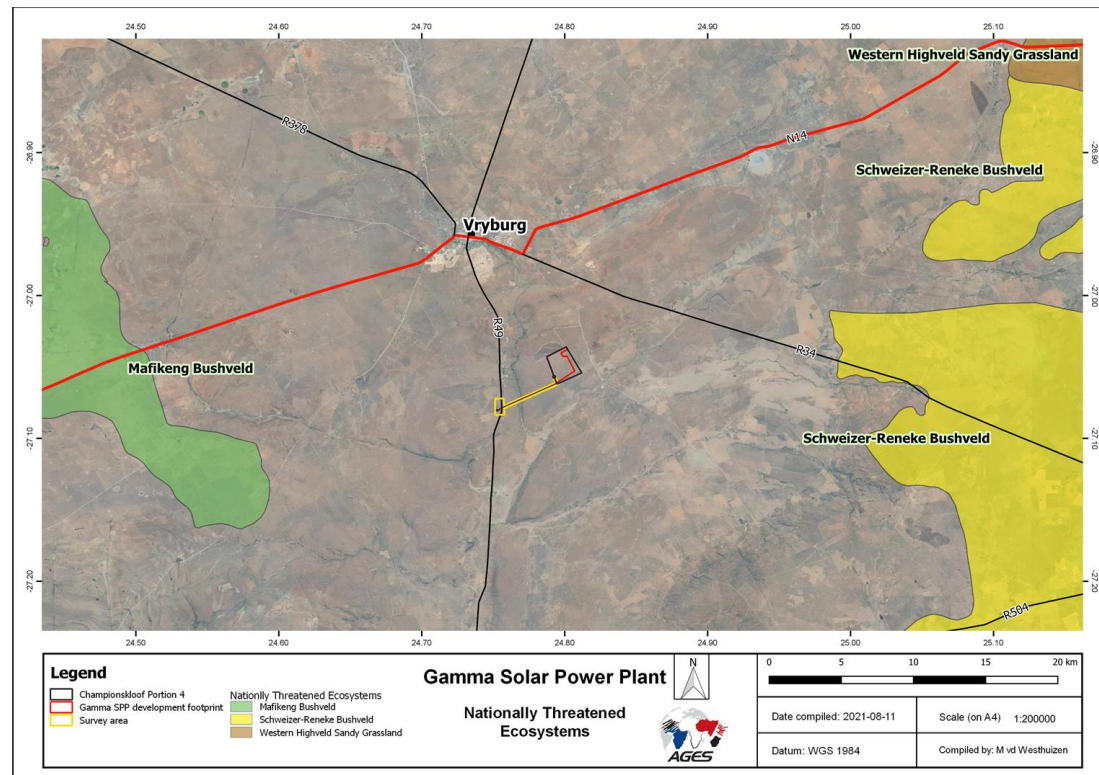 24.50 24.60 24.70 24.80 24.90 25.00 25.10
Western Highveld Sandy Grassland
R378
N14
-26.90
-26.90
Schweizer-Reneke Bushveld
Vryburg
-27.00
-27.00
R49
R34
Mafikeng Bushveld
-27.10
-27.10
Schweizer-Reneke Bushveld
-27.20
-27.20
R504
24.50 24.60 24.70 24.80 24.90 25.00 25.10
Legend
Championskloof Portion 4
Gamma SPP development footprint
Survey area
Nationlly Threatened Ecosystems
Mafikeng Bushveld
Schweizer-Reneke Bushveld
Western Highveld Sandy Grassland
Gamma Solar Power Plant
Nationally Threatened
Ecosystems
N
AGES
0 5 10 15 20 km
Date compiled: 2021-08-11
Scale (on A4) 1:200000
Datum: WGS 1984
Compiled by: M vd Westhuizen